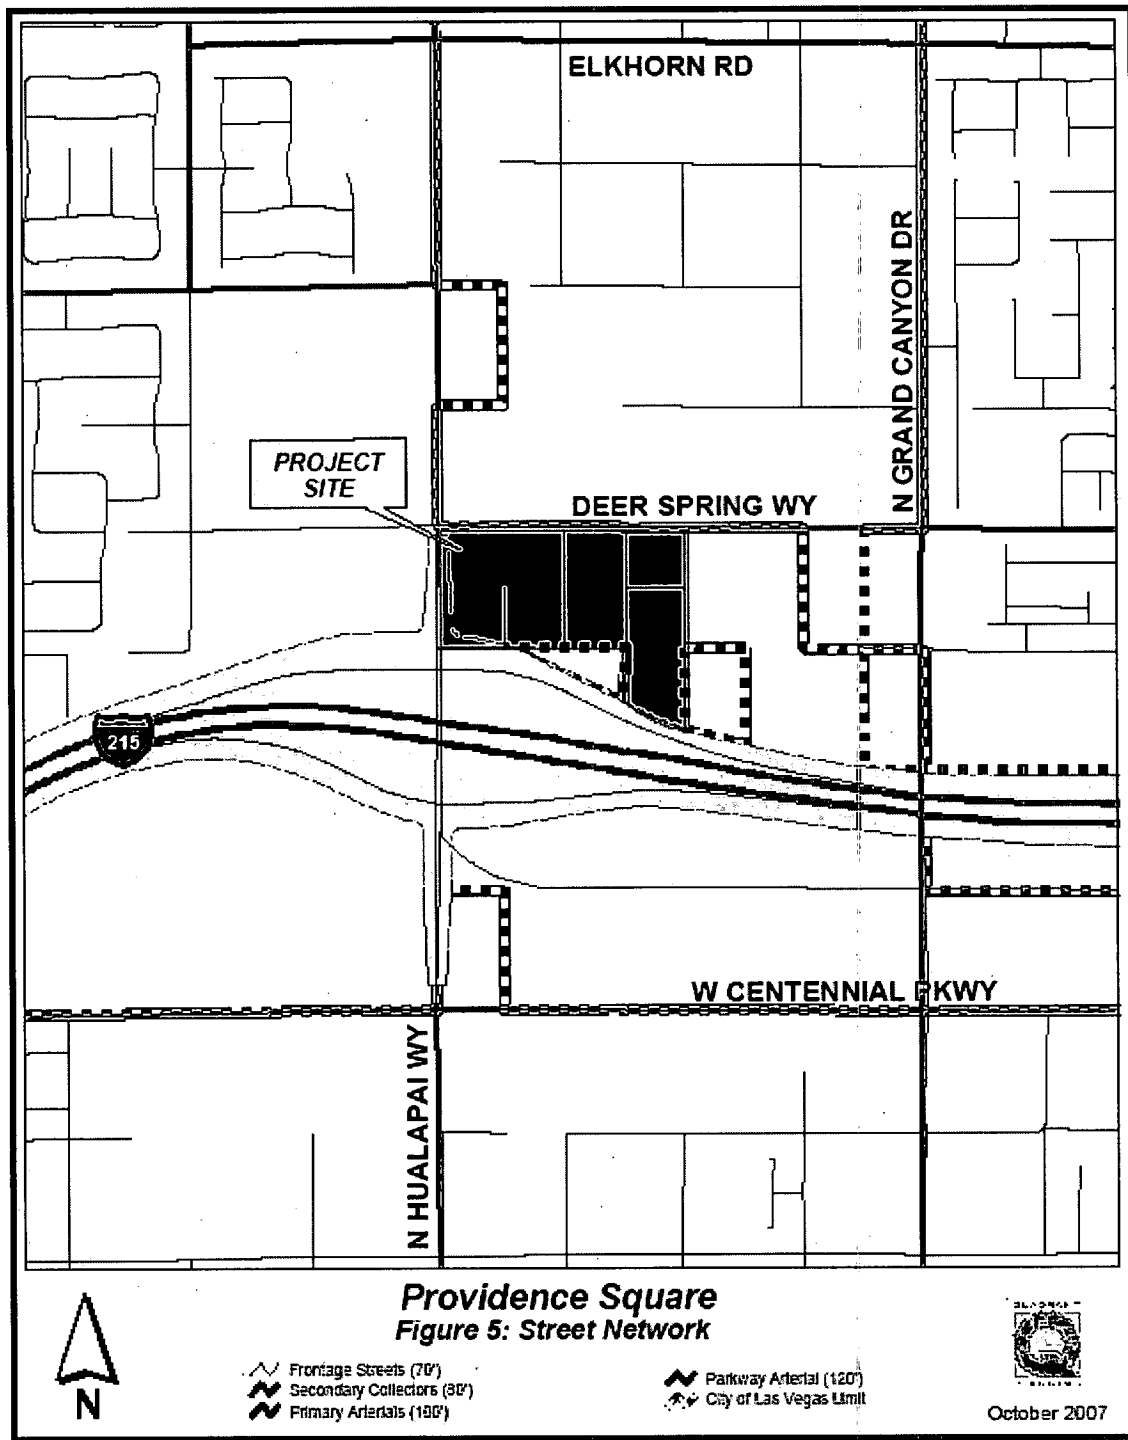 ELKHORN RD
N GRAND CANYON DR
PROJECT
SITE
DEER SPRING WY
215
W CENTENNIAL PKWY
N HUALAPAI WY
Providence Square
Figure 5: Street Network
Frontage Streets (70')
Secondary Collectors (80')
Primary Arterials (100')
Parkway Arterial (120')
City of Las Vegas Limit
N
October 2007